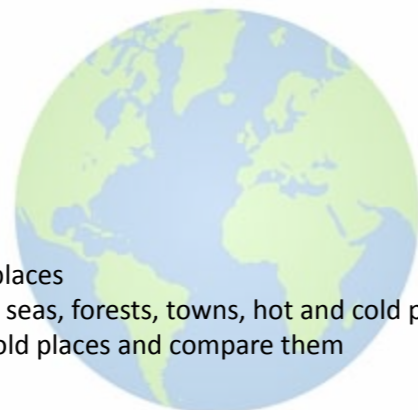 places
seas, forests, towns, hot and cold p
old places and compare them